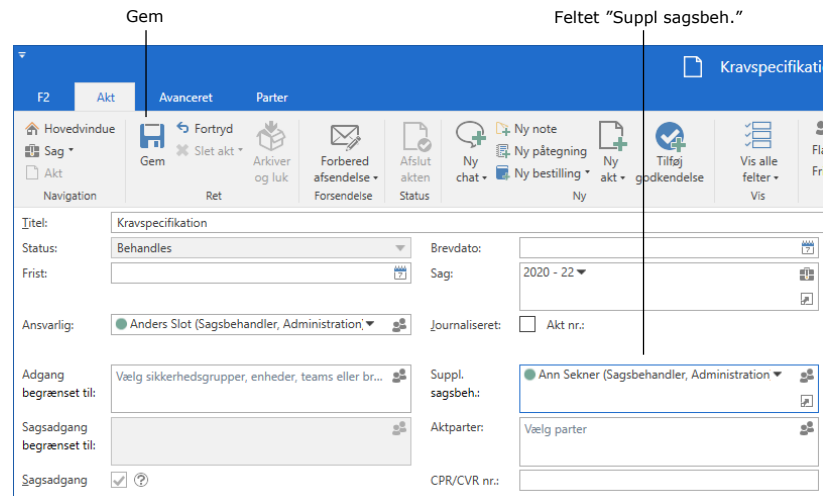 Gem
Feltet ”Suppl sagsbeh.”
Kravspecifikati
F2 Akt Avanceret Parter
Hovedvindue
Sag
Akt
Navigation
Gem
Fortryd
Slet akt
Arkiver
og luk
Ret
Forbered
afsendelse
Forsendelse
Afslut
akten
Status
Ny
chat
Ny note
Ny påtegning
Ny bestilling
Ny
akt
Tilføj
godkendelse
Ny
Vis alle
felter
Vis
Fl
Fr
Titel: Kravspecifikation
Status: Behandles
Brevdato:
Frist:
Sag: 2020 - 22
Ansvarlig: Anders Slot (Sagsbehandler, Administration)
Journaliseret: Akt nr.:
Adgang
begrænset til:
Vælg sikkerhedsgrupper, enheder, teams eller br...
Suppl.
sagsbeh.:
Ann Sekner (Sagsbehandler, Administration
Sagsadgang
begrænset til:
Aktparter: Vælg parter
Sagsadgang
CPR/CVR nr.: